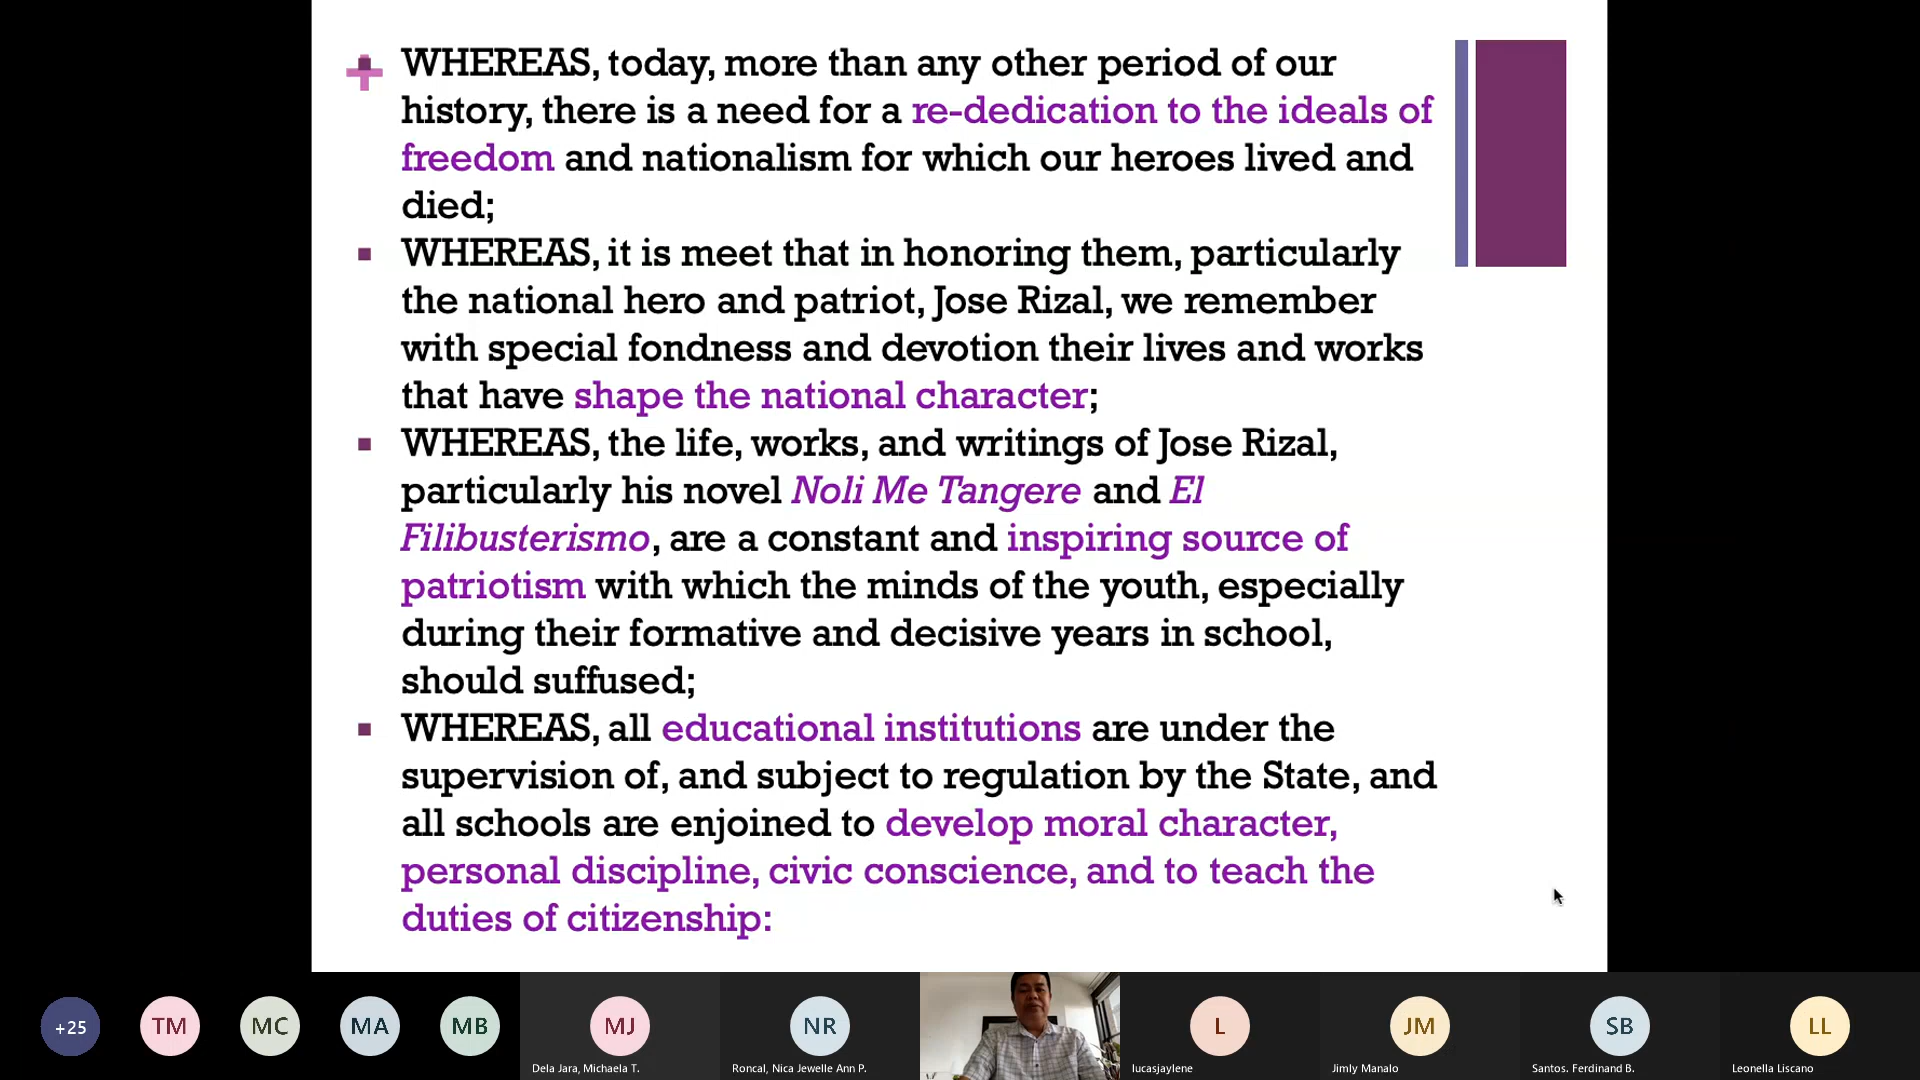 WHEREAS, today, more than any other period of our
history, there is a need for a re-dedication to the ideals of
freedom and nationalism for which our heroes lived and
died;
WHEREAS, it is meet that in honoring them, particularly
the national hero and patriot, Jose Rizal, we remember
with special fondness and devotion their lives and works
that have shape the national character;
WHEREAS, the life, works, and writings of Jose Rizal,
particularly his novel Noli Me Tangere and El
Filibusterismo, are a constant and inspiring source of
patriotism with which the minds of the youth, especially
during their formative and decisive years in school,
should suffused;
WHEREAS, all educational institutions are under the
supervision of, and subject to regulation by the State, and
all schools are enjoined to develop moral character,
personal discipline, civic conscience, and to teach the
duties of citizenship:
+25
TM
MC
MA
MB
MJ
Dela Jara, Michaela T.
NR
Roncal, Nica Jewelle Ann P.
L
lucasjaylene
JM
Jimly Manalo
SB
Santos. Ferdinand B.
LL
Leonella Liscano